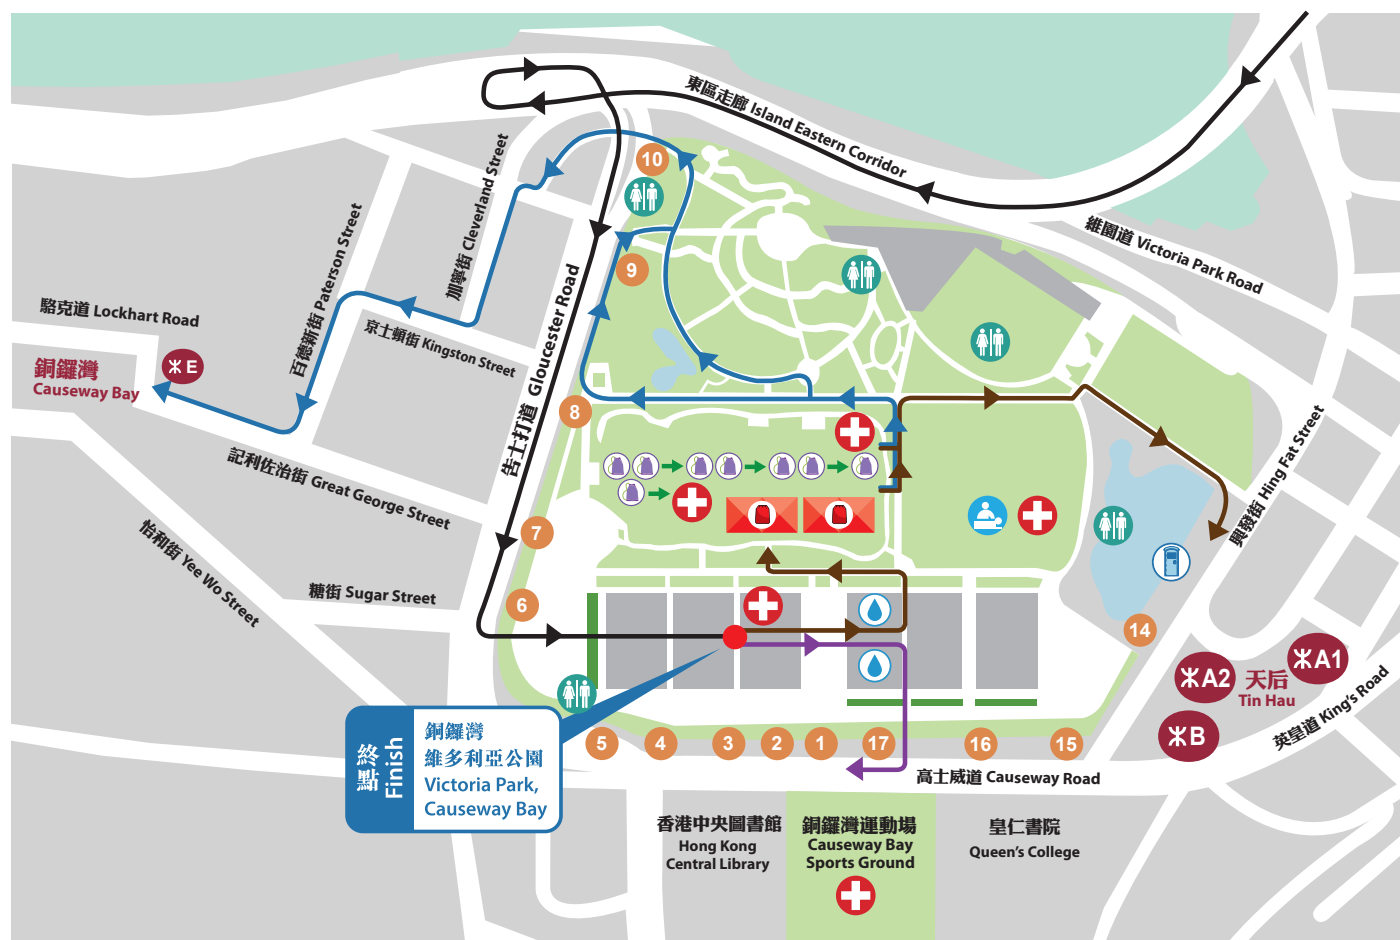 東區走廊 Island Eastern Corridor
維園道 Victoria Park Road
加寧街 Cleverland Street
百德新街 Paterson Street
駱克道 Lockhart Road
京士頓街 Kingston Street
銅鑼灣
Causeway Bay
E
告士打道 Gloucester Road
記利佐治街 Great George Street
怡和街 Yee Wo Street
糖街 Sugar Street
興發街 Hing Fat Street
10
9
8
7
6
5
4
3
2
1
17
16
15
14
A2
天后
Tin Hau
A1
B
英皇道 King's Road
高士威道 Causeway Road
終點
Finish
銅鑼灣
維多利亞公園
Victoria Park,
Causeway Bay
香港中央圖書館
Hong Kong
Central Library
銅鑼灣運動場
Causeway Bay
Sports Ground
皇仁書院
Queen's College